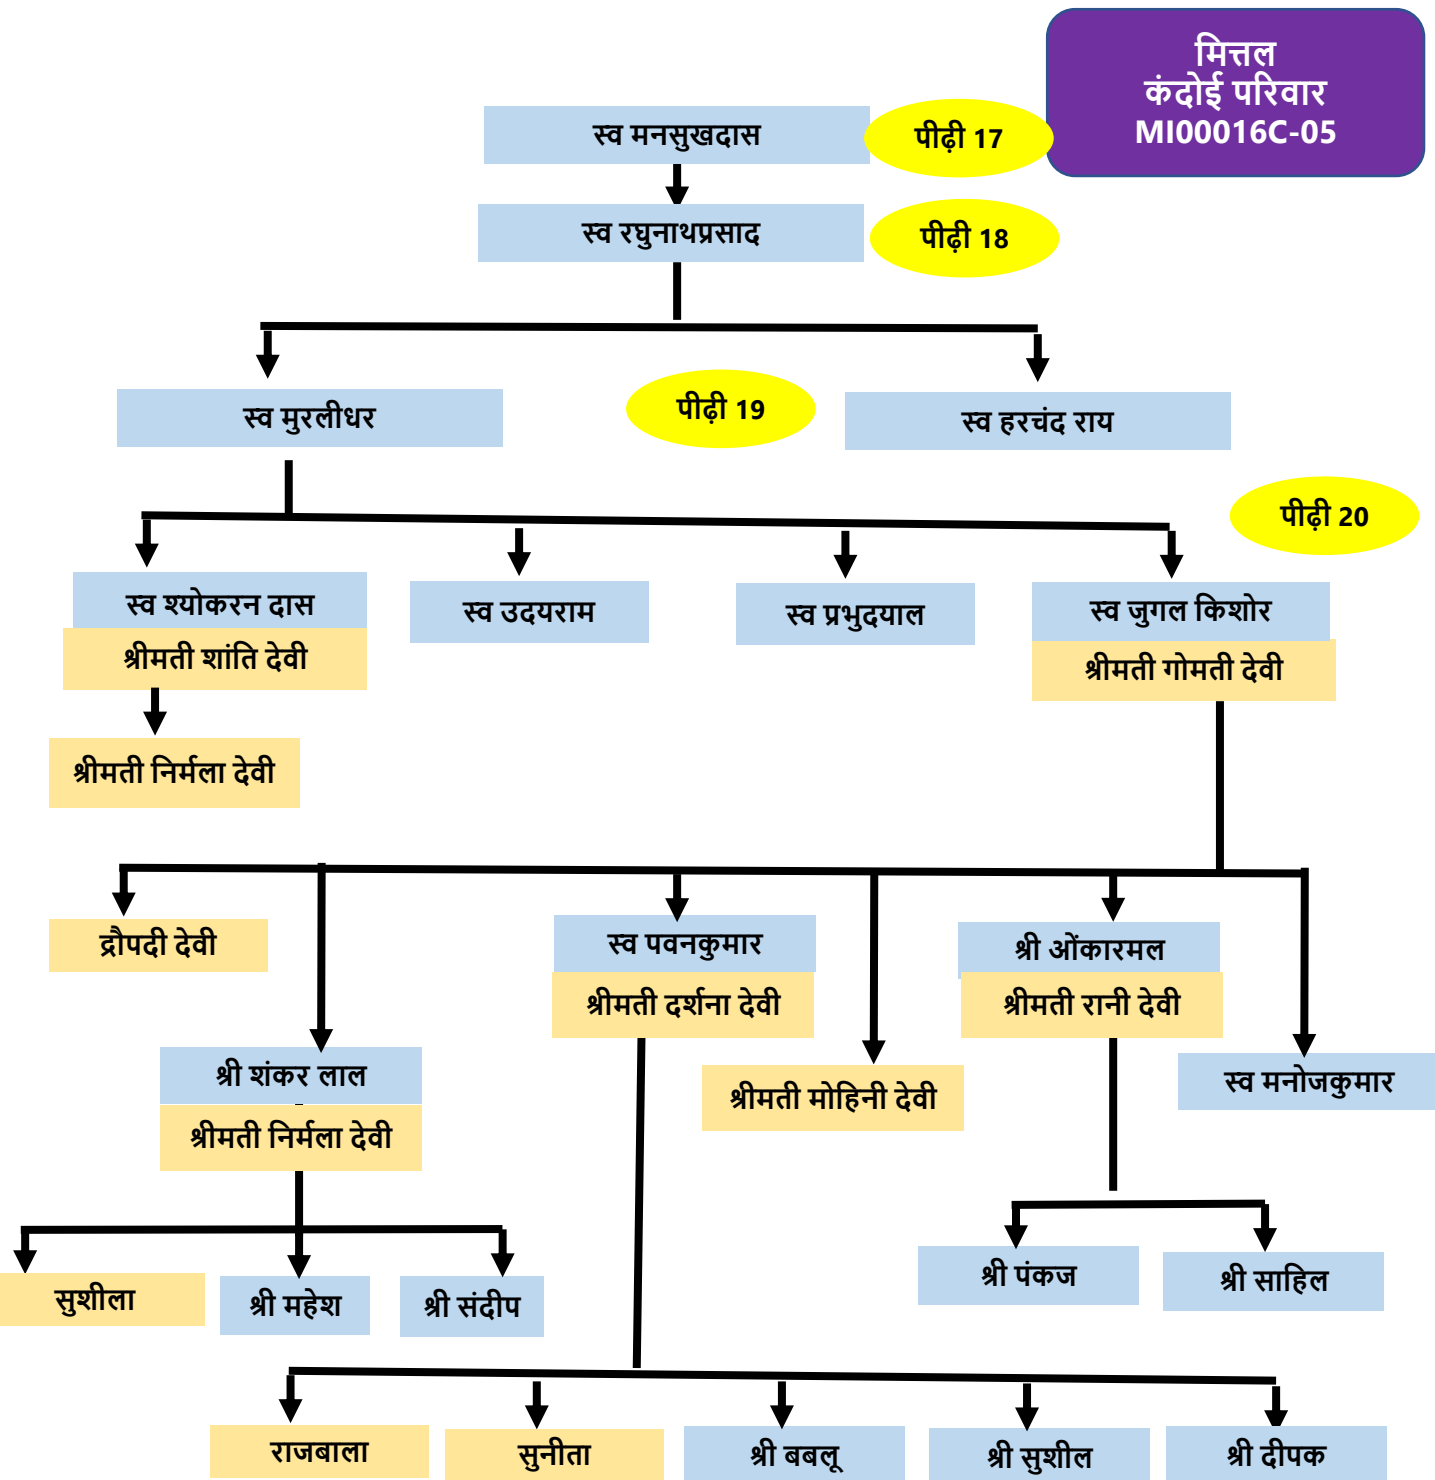 मित्तल
कंदोई परिवार
MI00016C-05
स्व मनसुखदास
पीढ़ी 17
स्व रघुनाथप्रसाद
पीढ़ी 18
स्व मुरलीधर
पीढ़ी 19
स्व हरचंद राय
पीढ़ी 20
स्व श्योकरन दास
स्व उदयराम
स्व प्रभुदयाल
स्व जुगल किशोर
श्रीमती शांति देवी
श्रीमती गोमती देवी
श्रीमती निर्मला देवी
द्रौपदी देवी
स्व पवनकुमार
श्री ओंकारमल
श्रीमती दर्शना देवी
श्रीमती रानी देवी
श्री शंकर लाल
श्रीमती मोहिनी देवी
स्व मनोजकुमार
श्रीमती निर्मला देवी
श्री पंकज
श्री साहिल
सुशीला
श्री महेश
श्री संदीप
राजबाला
सुनीता
श्री बबलू
श्री सुशील
श्री दीपक